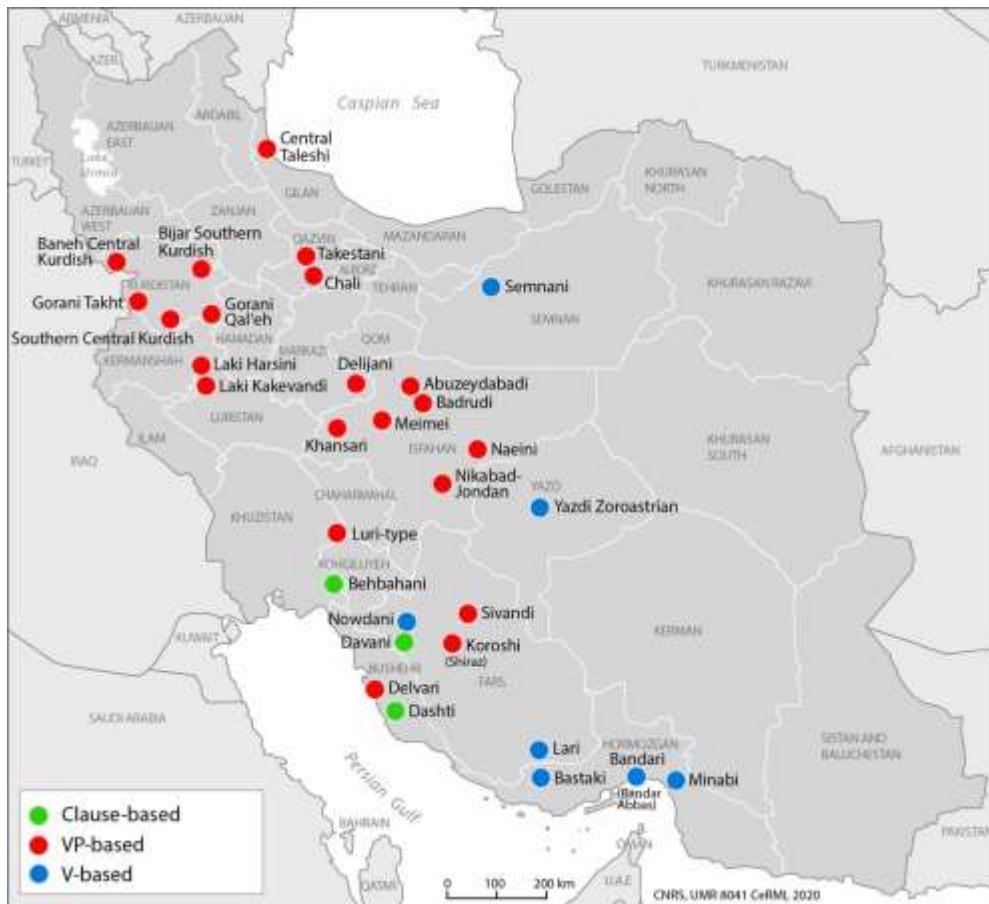 ARMENIA
AZERBAIJAN
AZER.
TURKMENISTAN
Caspian Sea
ARDABIL
AZERBAIJAN
EAST
TURKEY
Lake
Urmia
Central
Taleshi
GILAN
GOLESTAN
KHURASAN
NORTH
AZERBAIJAN
WEST
ZANJAN
MAZANDARAN
Baneh Central
Kurdish
Bijar Southern
Kurdish
QAZVIN
Takestani
ALBORZ
Chali
TEHRAN
Semnani
KHURASAN RAZAVI
KURDISTAN
Gorani Takht
Gorani
Qal'eh
SEMNAN
Southern Central Kurdish
HAMADAN
QOM
MARKAZI
KERMANSHAH
Laki Harsini
Laki Kakevandi
Delijani
Abuzeydabadi
Badrudi
Meimei
LURESTAN
Khansari
ISFAHAN
Naeini
KHURASAN
SOUTH
AFGHANISTAN
ILAM
IRAQ
Nikabad-
Jondan
YAZD
Yazdi Zoroastrian
CHAHARMAHAL
KHUZISTAN
Luri-type
KOHGILUYEH
Behbahani
Nowdani
Sivandi
Davani
Koroshi
(Shiraz)
KERMAN
KUWAIT
BUSHEHR
FARS
Delvari
Dashti
SAUDI ARABIA
SISTAN AND
BALUCHESTAN
Lari
HORMOZGAN
Bandari
Bastaki
(Bandar
Abbas)
Minabi
Persian Gulf
Clause-based
VP-based
V-based
BAHRAIN
QATAR
OMAN
U.A.E
PAKISTAN
0 100 200 km
CNRS, UMR 8041 CeRMI, 2020